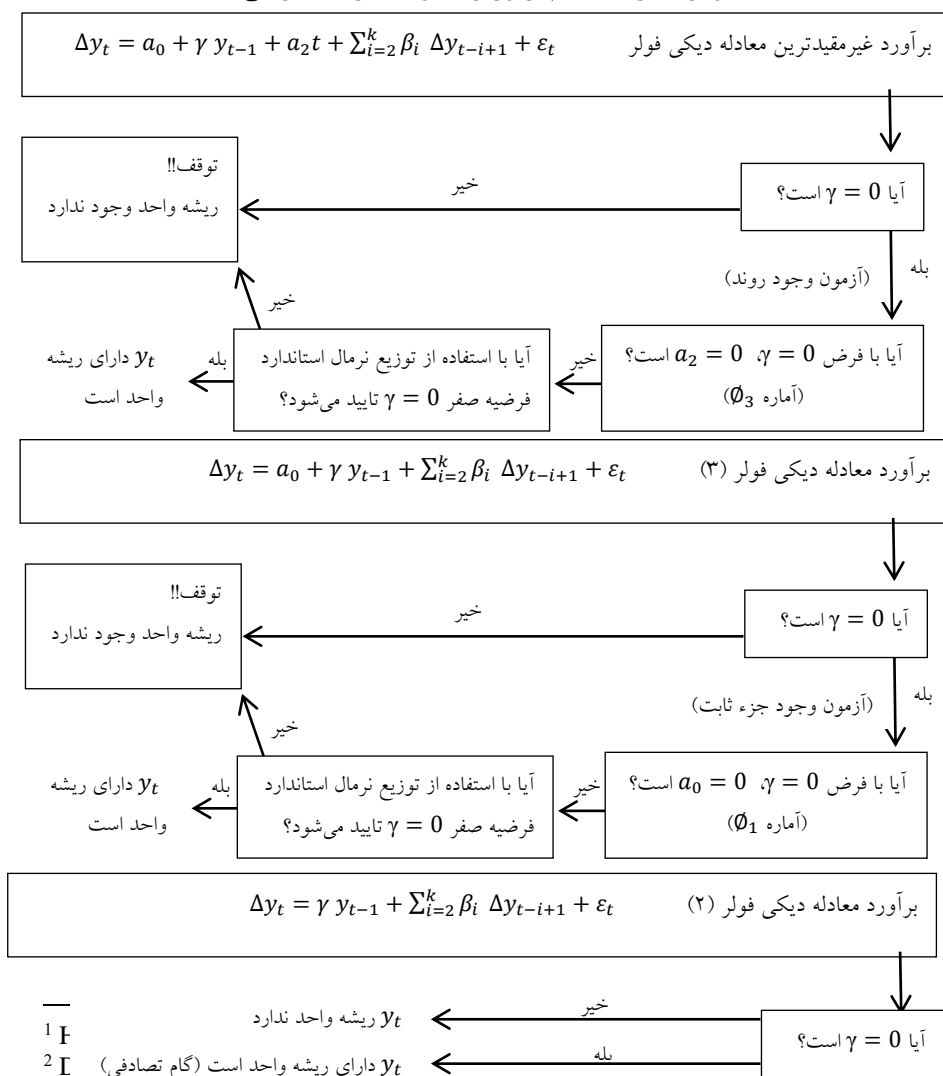 برآورد غیرمقیدترین معادله دیکی فولر Δy_t = a_0 + γ y_{t-1} + a_2 t + ∑_{i=2}^{k} β_i Δy_{t-i+1} + ε_t
آیا γ = 0 است؟
خیر
توقف!!
ریشه واحد وجود ندارد
بله
(آزمون وجود روند)
آیا با فرض γ = 0، a_2 = 0 است؟
(آماره Ø_3)
خیر
آیا با استفاده از توزیع نرمال استاندارد
فرضیه صفر γ = 0 تایید می‌شود؟
خیر
بله
y_t دارای ریشه
واحد است
برآورد معادله دیکی فولر (۳) Δy_t = a_0 + γ y_{t-1} + ∑_{i=2}^{k} β_i Δy_{t-i+1} + ε_t
آیا γ = 0 است؟
خیر
توقف!!
ریشه واحد وجود ندارد
بله
(آزمون وجود جزء ثابت)
آیا با فرض γ = 0، a_0 = 0 است؟
(آماره Ø_1)
خیر
آیا با استفاده از توزیع نرمال استاندارد
فرضیه صفر γ = 0 تایید می‌شود؟
خیر
بله
y_t دارای ریشه
واحد است
برآورد معادله دیکی فولر (۲) Δy_t = γ y_{t-1} + ∑_{i=2}^{k} β_i Δy_{t-i+1} + ε_t
آیا γ = 0 است؟
خیر
y_t ریشه واحد ندارد
بله
y_t دارای ریشه واحد است (گام تصادفی)
1
2